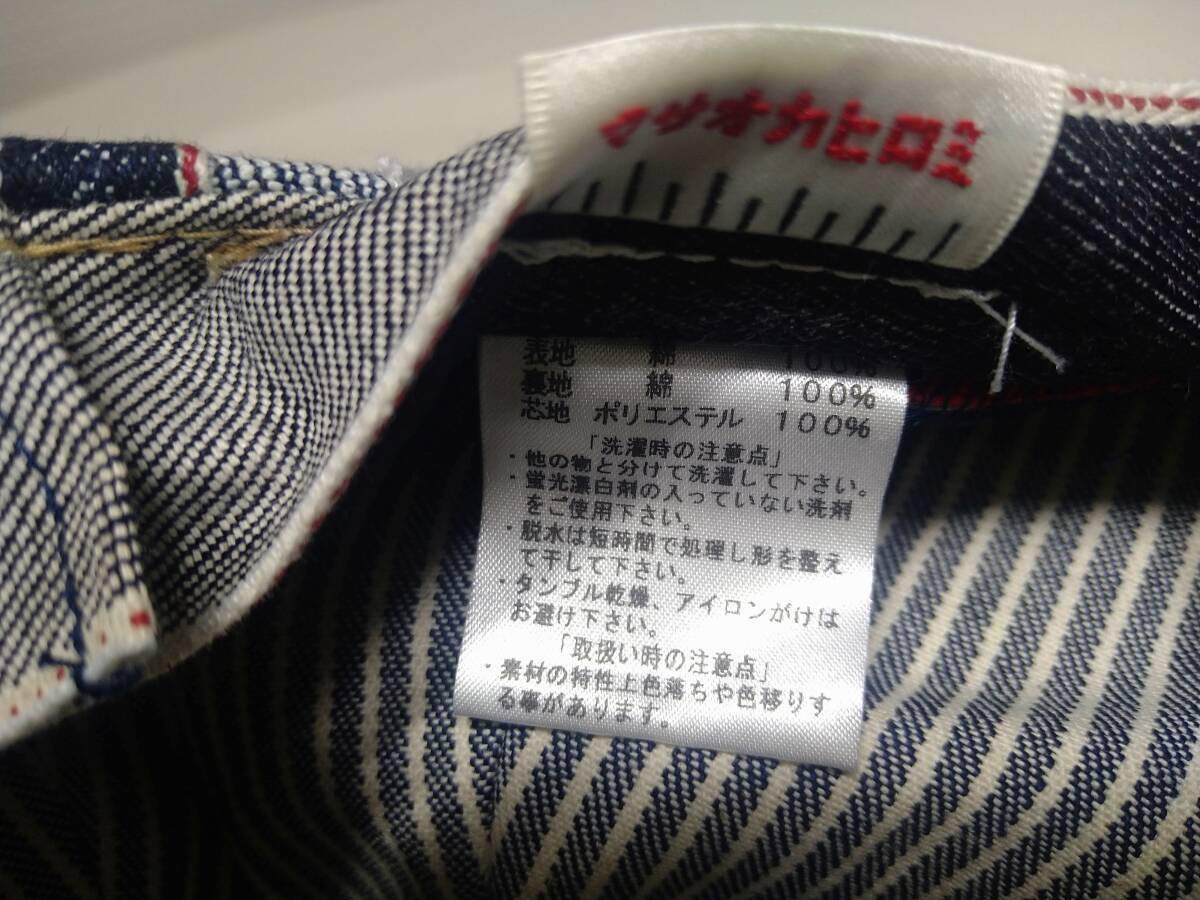 マツオカヒロタカ
表地 綿 100%
裏地 綿 100%
芯地 ポリエステル 100%
「洗濯時の注意点」
・他の物と分けて洗濯して下さい。
・蛍光漂白剤の入っていない洗剤
をご使用下さい。
・脱水は短時間で処理し形を整え
て干して下さい。
・タンブル乾燥、アイロンがけは
お避け下さい。
「取扱い時の注意点」
・素材の特性上色落ちや色移りす
る事があります。